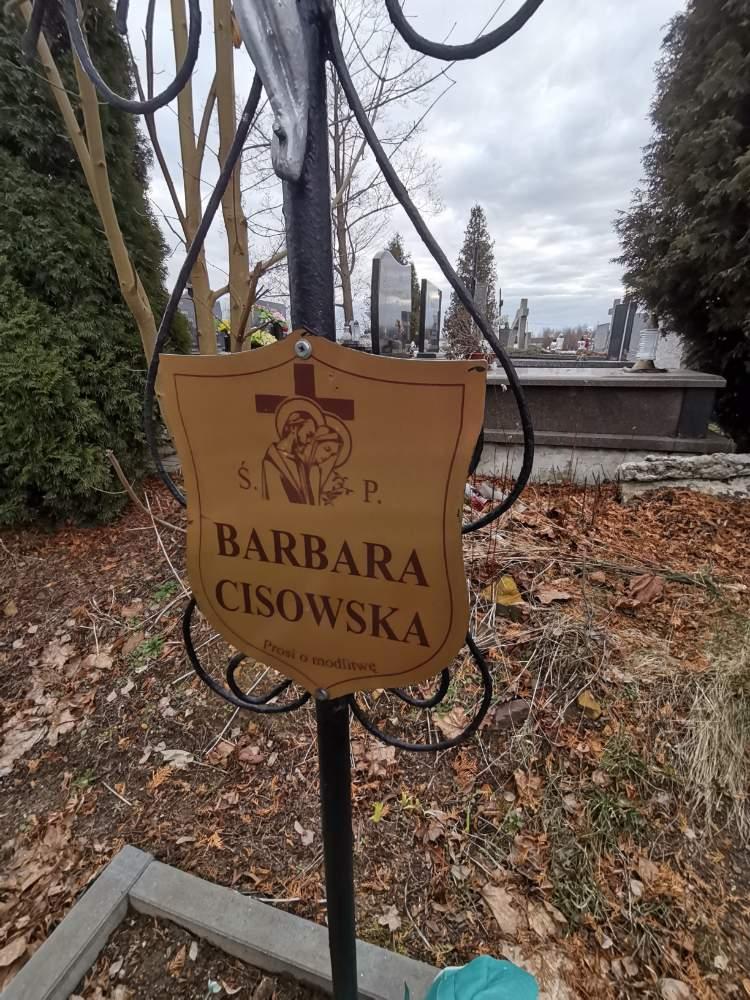 Ś. P.
BARBARA
CISOWSKA
Prosi o modlitwę